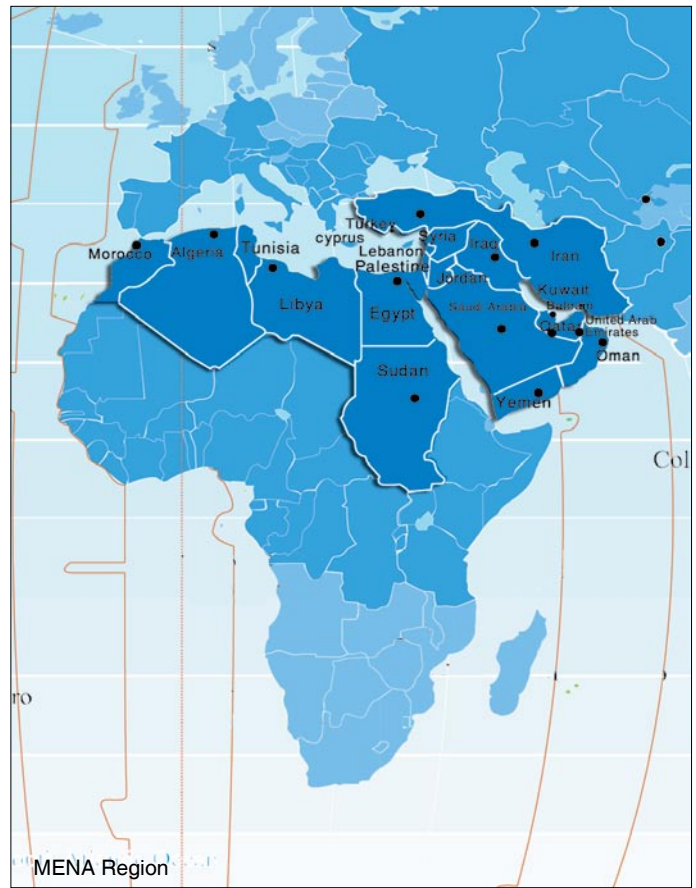 s
Turkey
cyprus
Syria
Iraq
Iran
Morocco
Algeria
Tunisia
Lebanon
Palestine
Jordan
Kuwait
Libya
Egypt
Saudi Arabia
Bahrain
Qatar
United Arab
Emirates
Oman
Sudan
Yemen
Col
ro
MENA Region